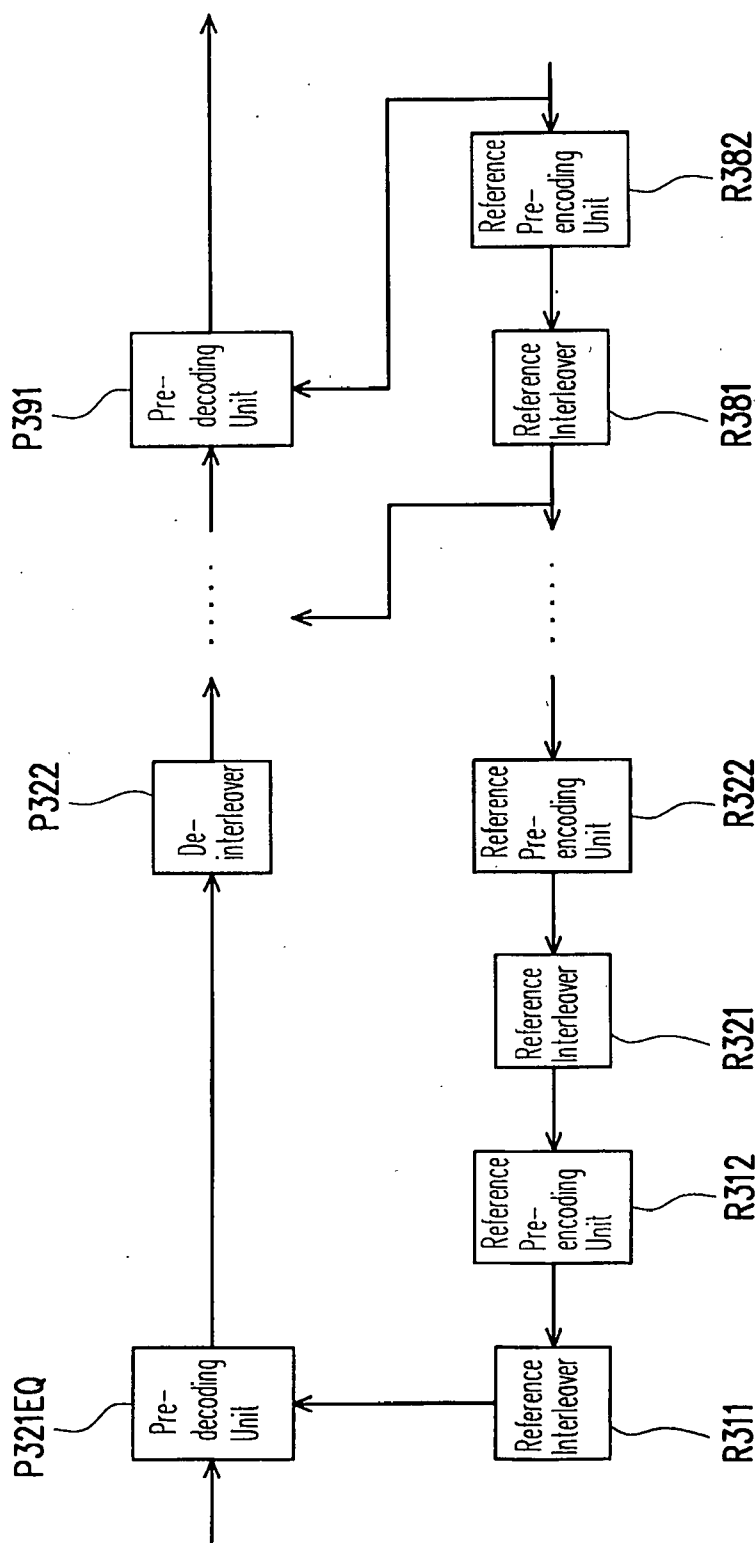 P321EQ
Pre-
decoding
Unit
P322
De-
interleaver
.....
P391
Pre-
decoding
Unit
Reference
Interleaver
R311
Reference
Pre-
encoding
Unit
R312
Reference
Interleaver
R321
Reference
Pre-
encoding
Unit
R322
.....
Reference
Interleaver
R381
Reference
Pre-
encoding
Unit
R382